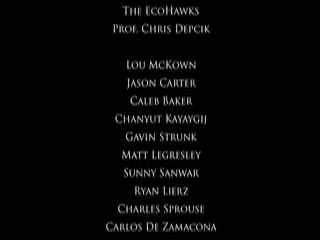 The EcoHawks
Prof. Chris Depcik
Lou McKown
Jason Carter
Caleb Baker
Chanyut Kayaygij
Gavin Strunk
Matt Legresley
Sunny Sanwar
Ryan Lierz
Charles Sprouse
Carlos De Zamacona